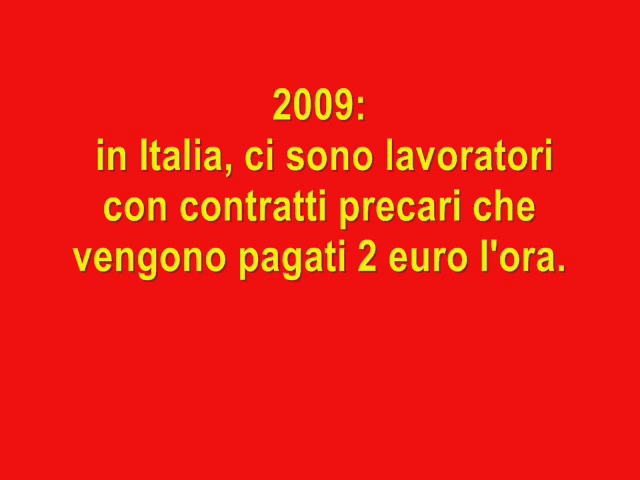 2009:
in Italia, ci sono lavoratori
con contratti precari che
vengono pagati 2 euro l'ora.